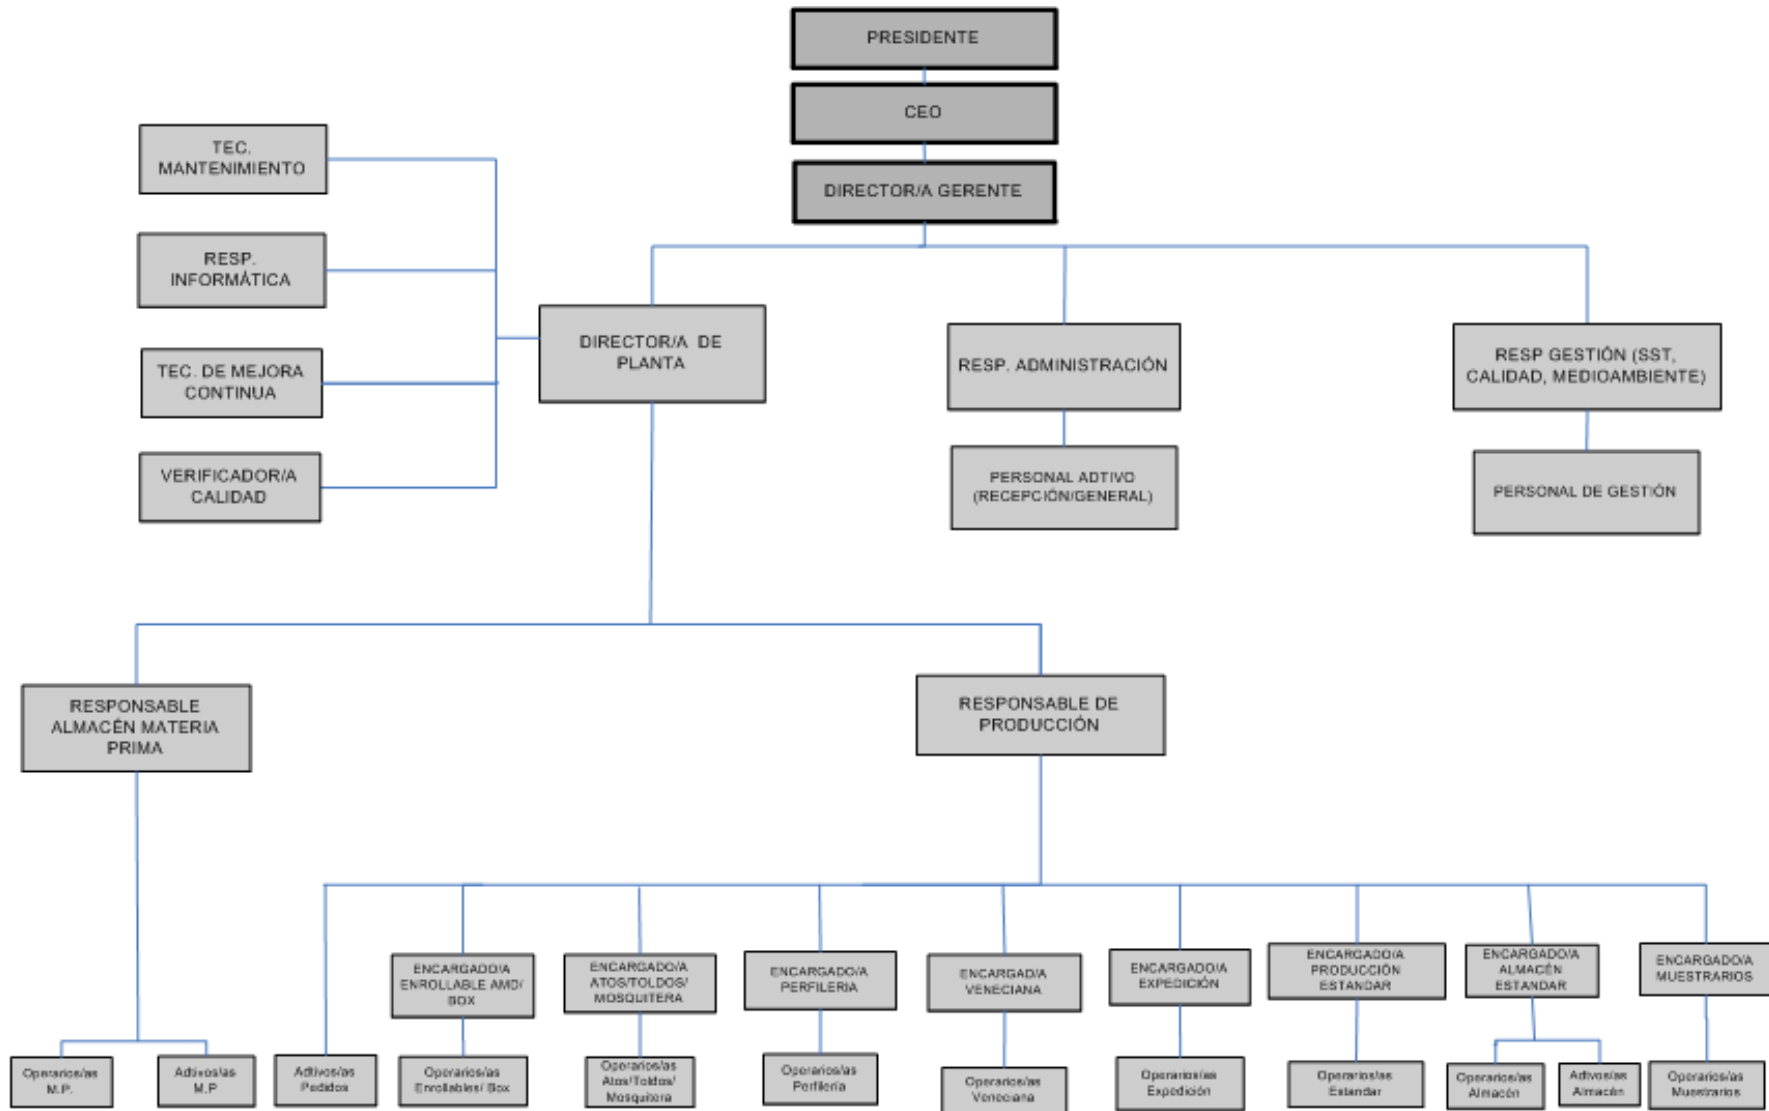 PRESIDENTE
CEO
DIRECTOR/A GERENTE
TEC.
MANTENIMIENTO
RESP.
INFORMÁTICA
TEC. DE MEJORA
CONTINUA
VERIFICADOR/A
CALIDAD
DIRECTOR/A DE
PLANTA
RESP. ADMINISTRACIÓN
RESP GESTIÓN (SST,
CALIDAD, MEDIOAMBIENTE)
PERSONAL ADTIVO
(RECEPCIÓN/GENERAL)
PERSONAL DE GESTIÓN
RESPONSABLE
ALMACÉN MATERIA
PRIMA
RESPONSABLE DE
PRODUCCIÓN
ENCARGADO/A
ENROLLABLE AMD/
BOX
ENCARGADO/A
ATOS/TOLDOS/
MOSQUITERA
ENCARGADO/A
PERFILERIA
ENCARGAD/A
VENECIANA
ENCARGADO/A
EXPEDICIÓN
ENCARGADO/A
PRODUCCIÓN
ESTANDAR
ENCARGADO/A
ALMACÉN
ESTANDAR
ENCARGADO/A
MUESTRARIOS
Operarios/as
M.P.
Adtivos/as
M.P
Adtivos/as
Pedidos
Operarios/as
Enrollables/ Box
Operarios/as
Atos/Toldos/
Mosquitera
Operarios/as
Perfilería
Operarios/as
Veneciana
Operarios/as
Expedición
Operarios/as
Estandar
Operarios/as
Almacén
Adtivos/as
Almacén
Operarios/as
Muestrarios